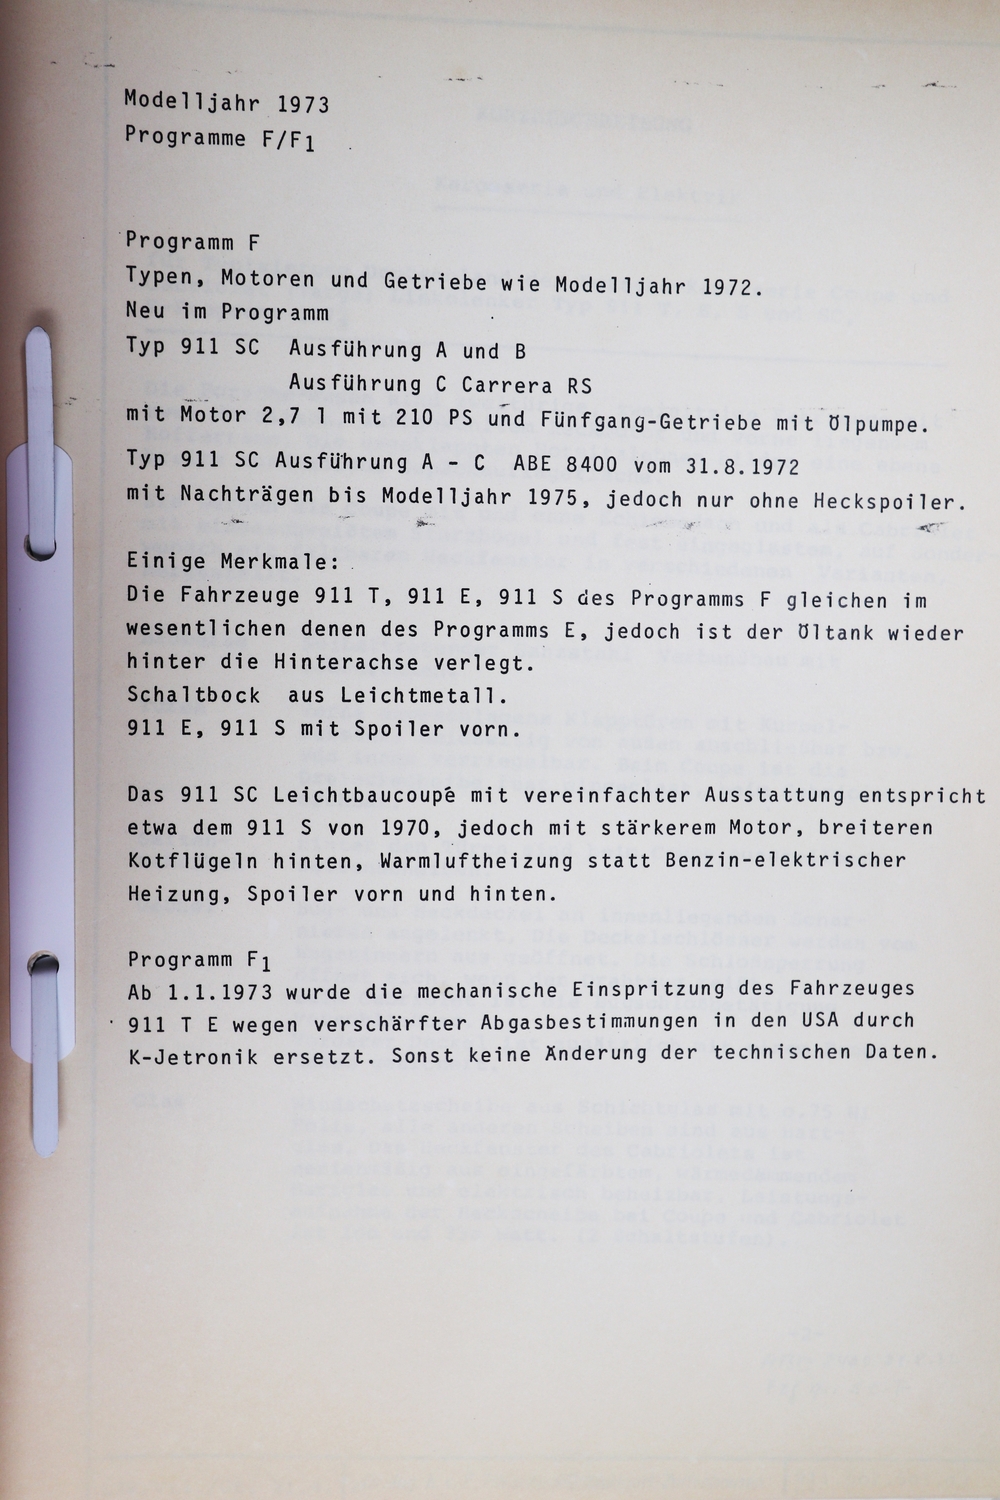 Modelljahr 1973
Programme F/F1
Programm F
Typen, Motoren und Getriebe wie Modelljahr 1972.
Neu im Programm
Typ 911 SC  Ausführung A und B
Ausführung C Carrera RS
mit Motor 2,7 l mit 210 PS und Fünfgang-Getriebe mit Ölpumpe.
Typ 911 SC Ausführung A - C  ABE 8400 vom 31.8.1972
mit Nachträgen bis Modelljahr 1975, jedoch nur ohne Heckspoiler.
Einige Merkmale:
Die Fahrzeuge 911 T, 911 E, 911 S des Programms F gleichen im
wesentlichen denen des Programms E, jedoch ist der Öltank wieder
hinter die Hinterachse verlegt.
Schaltbock  aus Leichtmetall.
911 E, 911 S mit Spoiler vorn.
Das 911 SC Leichtbaucoupé mit vereinfachter Ausstattung entspricht
etwa dem 911 S von 1970, jedoch mit stärkerem Motor, breiteren
Kotflügeln hinten, Warmluftheizung statt Benzin-elektrischer
Heizung, Spoiler vorn und hinten.
Programm F1
Ab 1.1.1973 wurde die mechanische Einspritzung des Fahrzeuges
911 T E wegen verschärfter Abgasbestimmungen in den USA durch
K-Jetronik ersetzt. Sonst keine Änderung der technischen Daten.